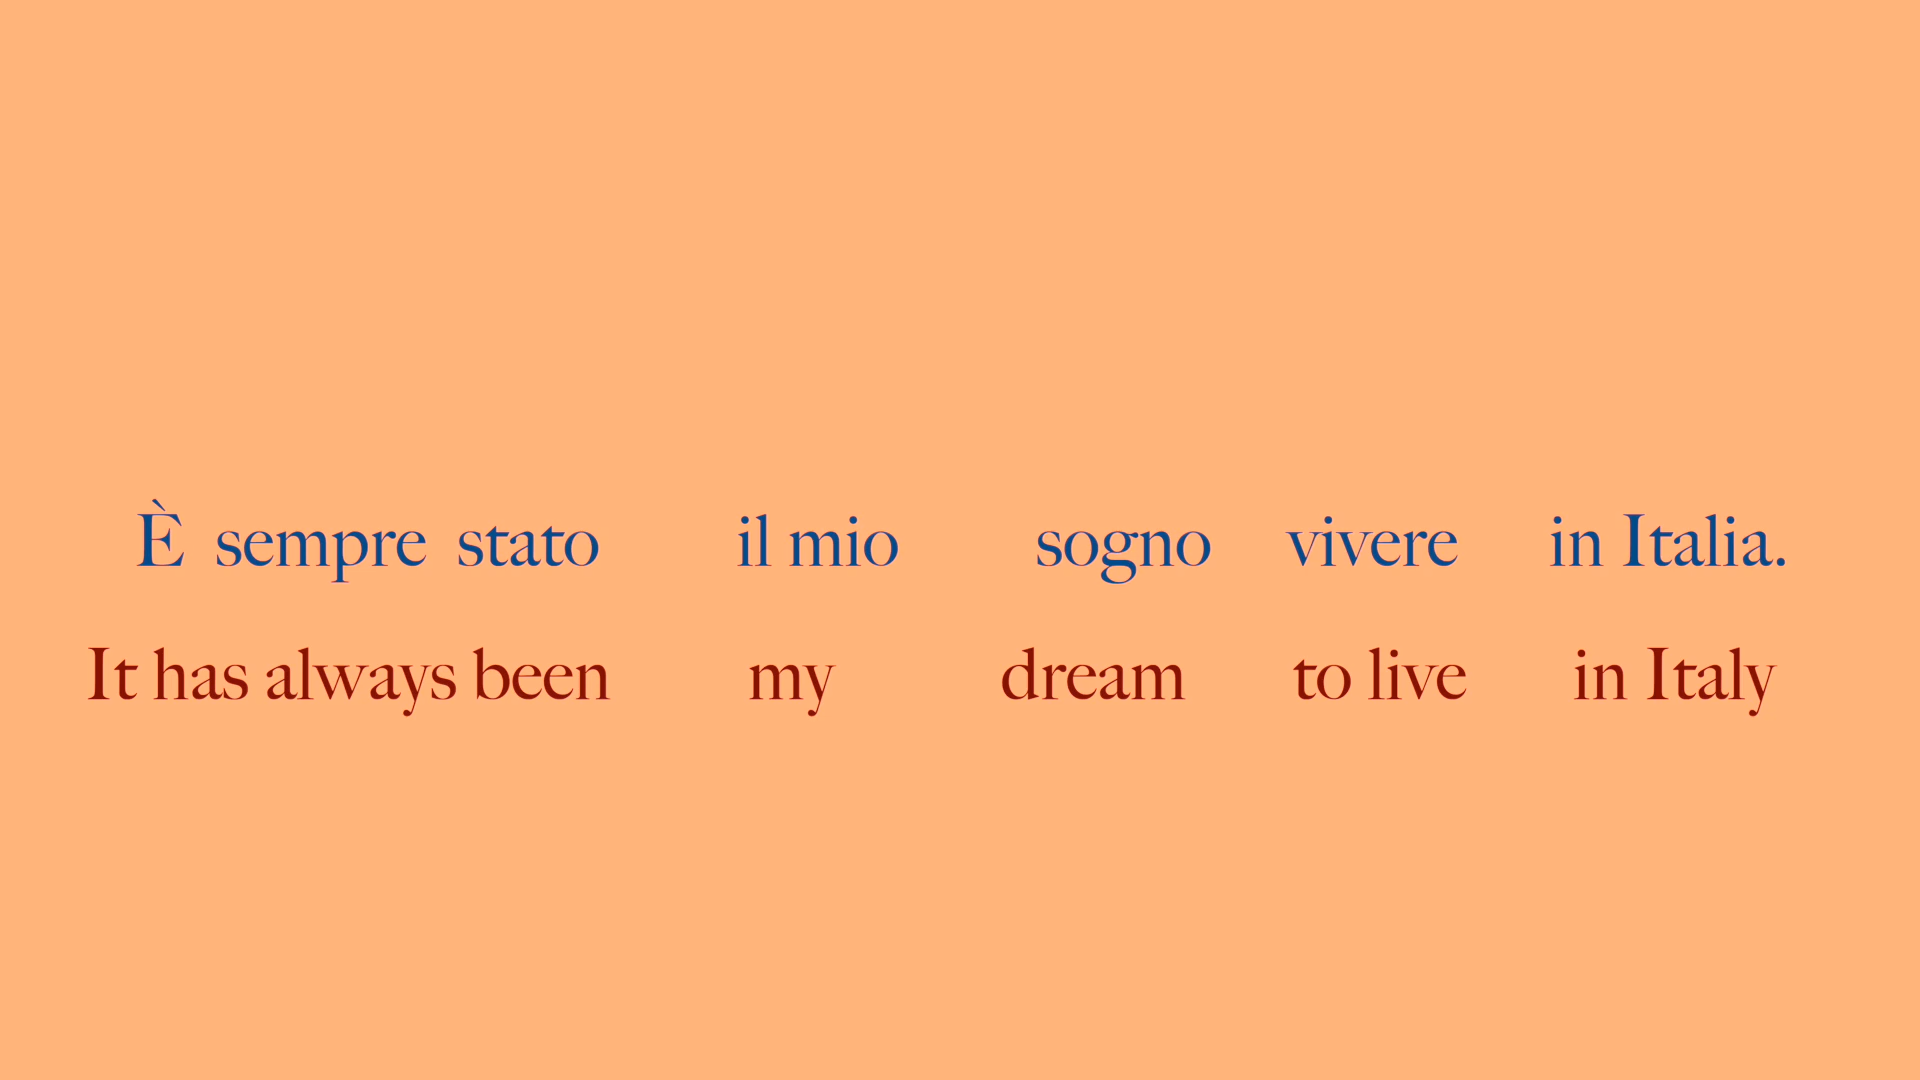 È sempre stato il mio sogno vivere in Italia.
It has always been my dream to live in Italy